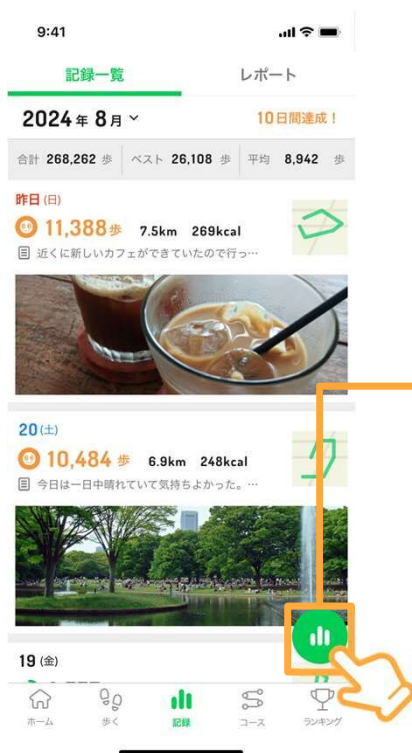 9:41
記録一覧 レポート
2024年 8月
10日間達成！
合計 268,262 歩 ベスト 26,108 歩 平均 8,942 歩
昨日(日)
11,388歩 7.5km 269kcal
近くに新しいカフェができていたので行っ…
20(土)
10,484歩 6.9km 248kcal
今日は一日中晴れていて気持ちよかった。…
19(金)
ホーム 歩く 記録 コース ランキング